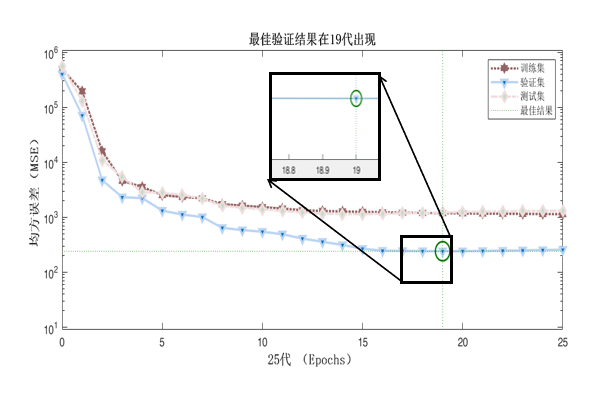 最佳验证结果在19代出现
均方误差 (MSE)
10^6
10^5
10^4
10^3
10^2
10^1
训练集
验证集
测试集
最佳结果
18.8 18.9 19
0 5 10 15 20 25
25代 (Epochs)